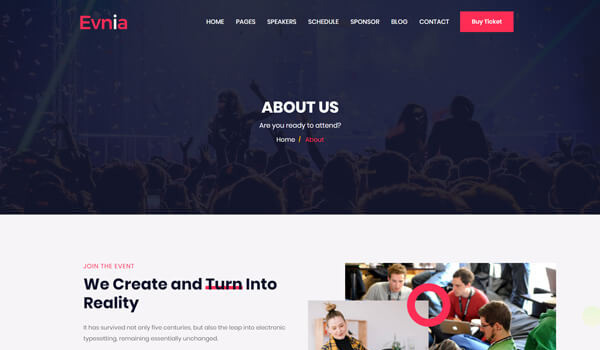 Evnia
HOME PAGES SPEAKERS SCHEDULE SPONSOR BLOG CONTACT Buy Ticket
ABOUT US
Are you ready to attend?
Home / About
JOIN THE EVENT
We Create and Turn Into
Reality
It has survived not only five centuries, but also the leap into electronic
typesetting, remaining essentially unchanged.